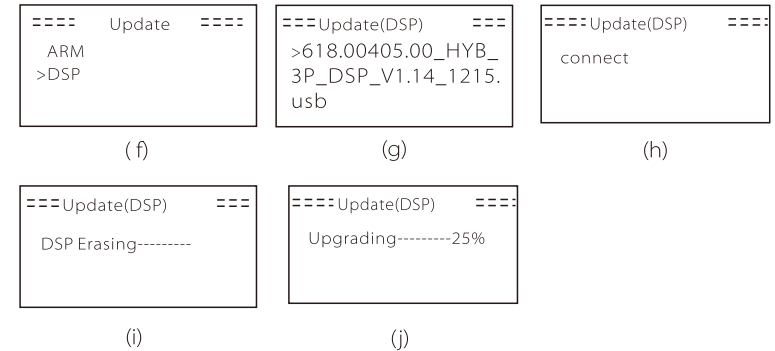 ==== Update ====
ARM
>DSP
(f)
===Update(DSP) ===
>618.00405.00_HYB_
3P_DSP_V1.14_1215.
usb
(g)
====Update(DSP) ====
connect
(h)
===Update(DSP) ===
DSP Erasing---------
(i)
====Update(DSP) ====
Upgrading---------25%
(j)